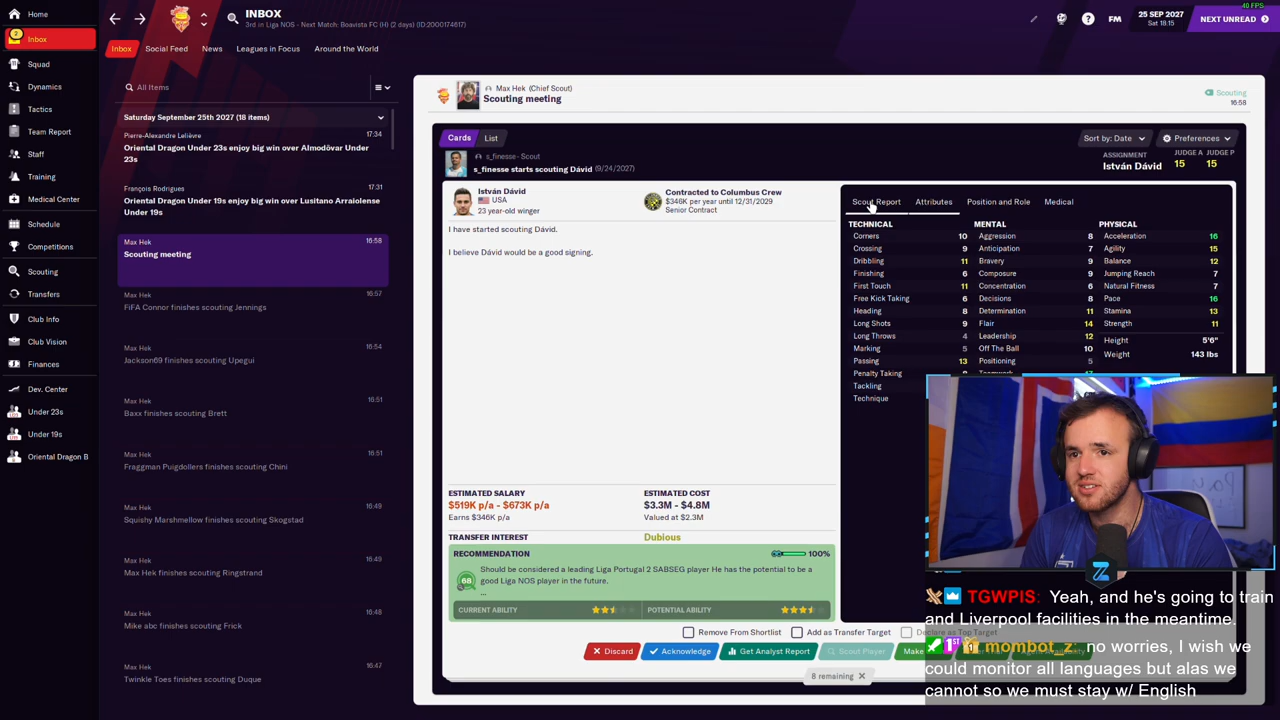 Home
INBOX
3rd in Liga NOS - Next Match: Boavista FC (H) (2 days) (ID:2000174617)
FM
25 SEP 2027
Sat 18:15
NEXT UNREAD
40 FPS
2
Inbox
Inbox
Social Feed
News
Leagues in Focus
Around the World
Squad
Dynamics
Tactics
Team Report
Staff
Training
Medical Center
Schedule
Competitions
Scouting
Transfers
Club Info
Club Vision
Finances
Dev. Center
Under 23s
Under 19s
Oriental Dragon B
All Items
Saturday September 25th 2027 (18 items)
Pierre-Alexandre Lelièvre
17:34
Oriental Dragon Under 23s enjoy big win over Almodôvar Under
23s
François Rodrigues
17:31
Oriental Dragon Under 19s enjoy big win over Lusitano Arraiolense
Under 19s
Max Hek
16:58
Scouting meeting
Max Hek
16:57
FiFA Connor finishes scouting Jennings
Max Hek
16:54
Jackson69 finishes scouting Upegui
Max Hek
16:51
Baxx finishes scouting Brett
Max Hek
16:51
Fraggman Puigdollers finishes scouting Chini
Max Hek
16:49
Squishy Marshmellow finishes scouting Skogstad
Max Hek
16:49
Max Hek finishes scouting Ringstrand
Max Hek
16:48
Mike abc finishes scouting Frick
Max Hek
16:47
Twinkle Toes finishes scouting Duque
Max Hek (Chief Scout)
Scouting meeting
Scouting
16:58
Cards
List
Sort by: Date
Preferences
s_finesse - Scout
s_finesse starts scouting Dávid (9/24/2027)
ASSIGNMENT
István Dávid
JUDGE A
15
JUDGE P
15
István Dávid
USA
23 year-old winger
Contracted to Columbus Crew
$346K per year until 12/31/2029
Senior Contract
I have started scouting Dávid.
I believe Dávid would be a good signing.
ESTIMATED SALARY
$519K p/a - $673K p/a
Earns $346K p/a
ESTIMATED COST
$3.3M - $4.8M
Valued at $2.3M
TRANSFER INTEREST
Dubious
RECOMMENDATION
100%
68
Should be considered a leading Liga Portugal 2 SABSEG player He has the potential to be a
good Liga NOS player in the future.
...
CURRENT ABILITY
POTENTIAL ABILITY
Scout Report
Attributes
Position and Role
Medical
TECHNICAL
MENTAL
PHYSICAL
Corners 10
Aggression 8
Acceleration 16
Crossing 9
Anticipation 7
Agility 15
Dribbling 11
Bravery 9
Balance 12
Finishing 6
Composure 9
Jumping Reach 7
First Touch 11
Concentration 6
Natural Fitness 7
Free Kick Taking 6
Decisions 8
Pace 16
Heading 8
Determination 11
Stamina 13
Long Shots 9
Flair 14
Strength 11
Long Throws 4
Leadership 12
Height 5'6"
Marking 5
Off The Ball 10
Weight 143 lbs
Passing 13
Positioning 5
Penalty Taking
Tackling
Technique
Remove From Shortlist
Add as Transfer Target
Declare as Top Target
Discard
Acknowledge
Get Analyst Report
Scout Player
Make
8 remaining
TGWPIS: Yeah, and he's going to train
and Liverpool facilities in the meantime.
mombot_z: no worries, I wish we
could monitor all languages but alas we
cannot so we must stay w/ English